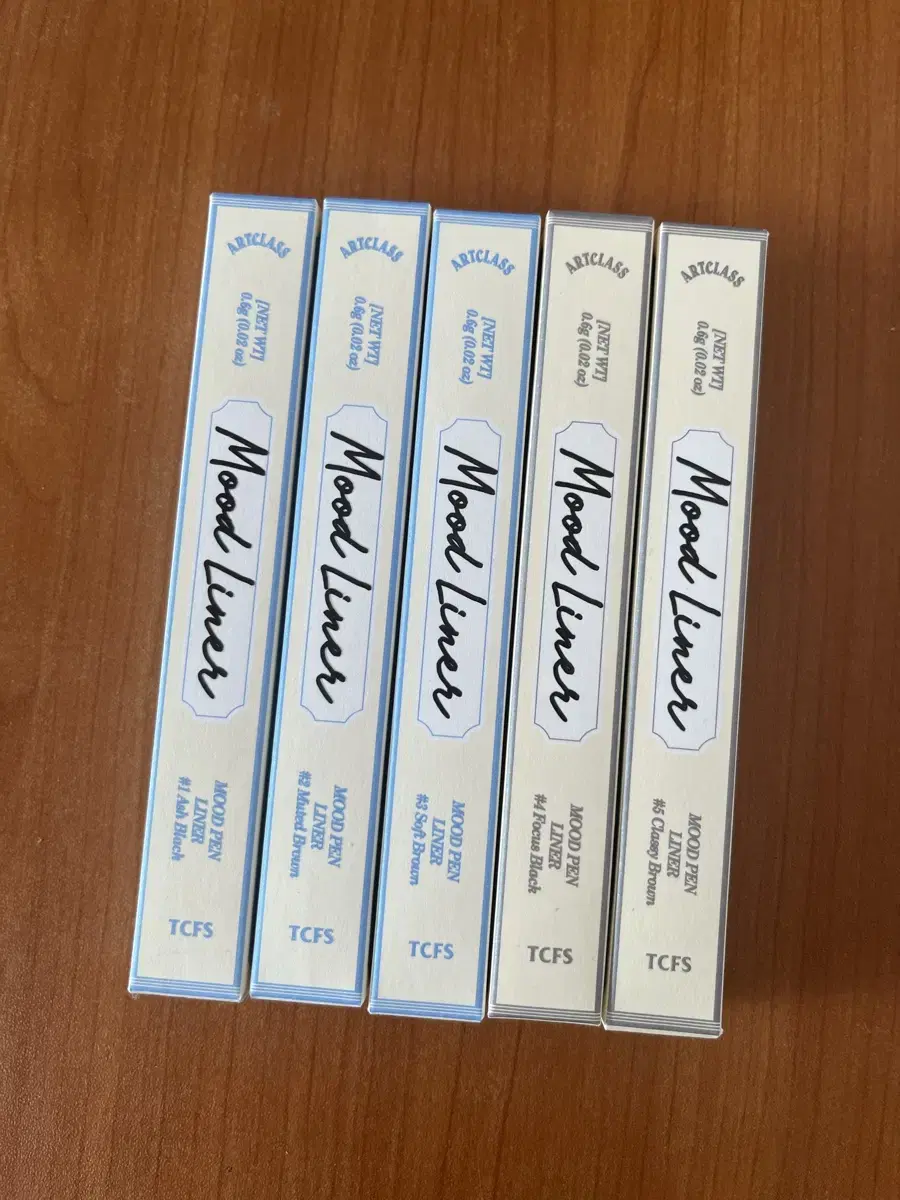 ARTCLASS
[NET WT]
0.6g (0.02 oz)
Mood Liner
MOOD PEN
LINER
#1 Ash Black
TCFS
ARTCLASS
[NET WT]
0.6g (0.02 oz)
Mood Liner
MOOD PEN
LINER
#2 Muted Brown
TCFS
ARTCLASS
[NET WT]
0.6g (0.02 oz)
Mood Liner
MOOD PEN
LINER
#3 Soft Brown
TCFS
ARTCLASS
[NET WT]
0.6g (0.02 oz)
Mood Liner
MOOD PEN
LINER
#4 Focus Black
TCFS
ARTCLASS
[NET WT]
0.6g (0.02 oz)
Mood Liner
MOOD PEN
LINER
#5 Classy Brown
TCFS